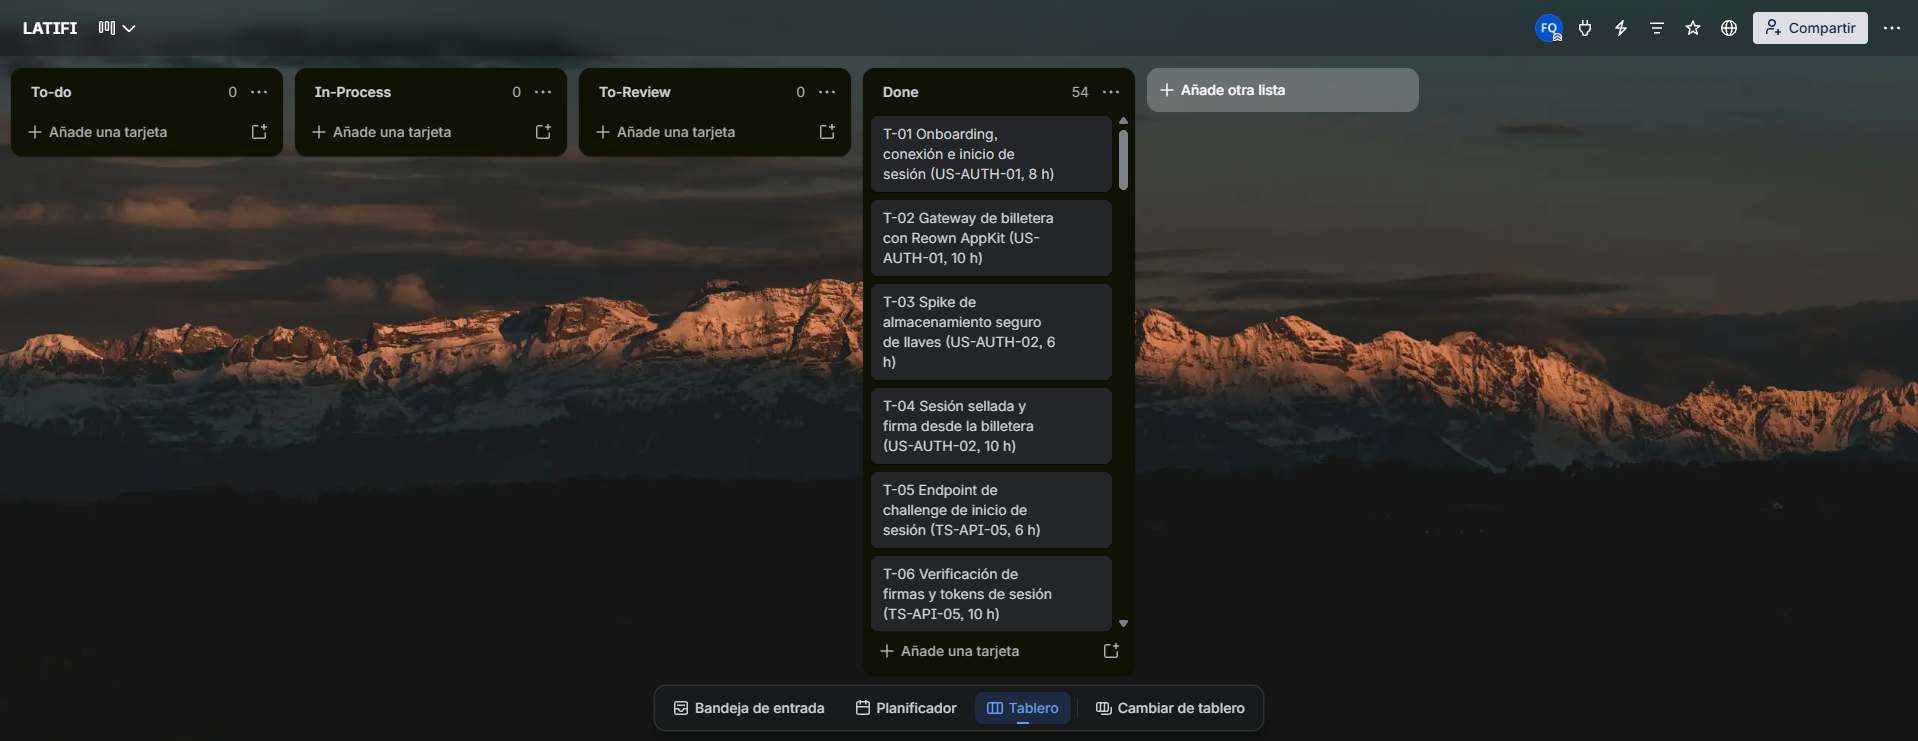 LATIFI
FQ
Compartir
To-do 0
Añade una tarjeta
In-Process 0
Añade una tarjeta
To-Review 0
Añade una tarjeta
Done 54
T-01 Onboarding,
conexión e inicio de
sesión (US-AUTH-01, 8 h)
T-02 Gateway de billetera
con Reown AppKit (US-
AUTH-01, 10 h)
T-03 Spike de
almacenamiento seguro
de llaves (US-AUTH-02, 6
h)
T-04 Sesión sellada y
firma desde la billetera
(US-AUTH-02, 10 h)
T-05 Endpoint de
challenge de inicio de
sesión (TS-API-05, 6 h)
T-06 Verificación de
firmas y tokens de sesión
(TS-API-05, 10 h)
Añade una tarjeta
Añade otra lista
Bandeja de entrada
Planificador
Tablero
Cambiar de tablero